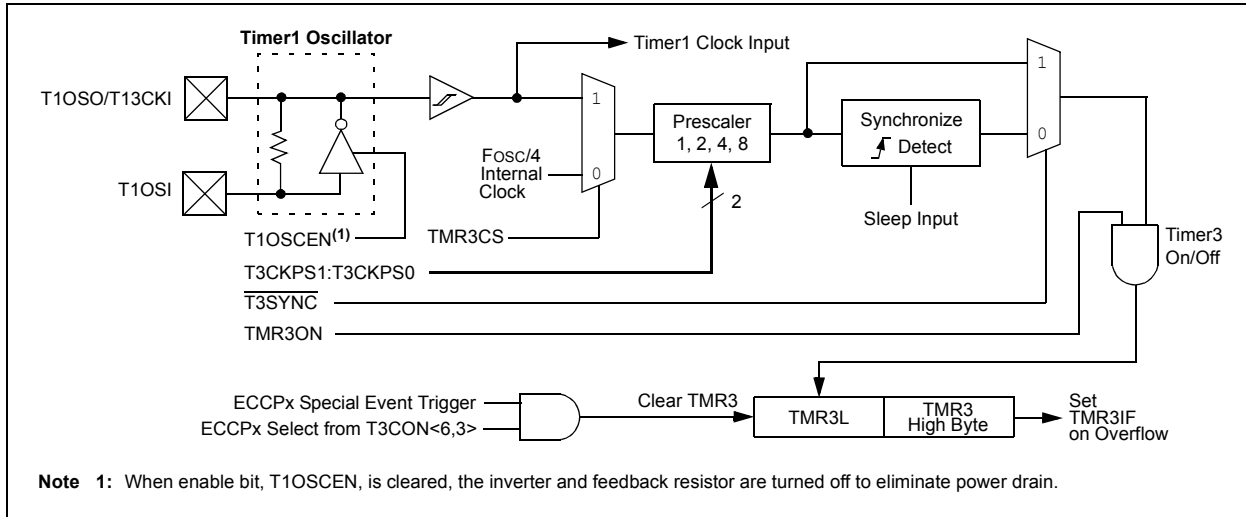 Timer1 Oscillator
Timer1 Clock Input
T1OSO/T13CKI
1
Prescaler
1, 2, 4, 8
Synchronize
Detect
1
0
FOSC/4
Internal
Clock
0
T1OSI
2
Sleep Input
T1OSCEN(1)
TMR3CS
Timer3
On/Off
T3CKPS1:T3CKPS0
T3SYNC
TMR3ON
ECCPx Special Event Trigger
ECCPx Select from T3CON<6,3>
Clear TMR3
TMR3L
TMR3
High Byte
Set
TMR3IF
on Overflow
Note 1: When enable bit, T1OSCEN, is cleared, the inverter and feedback resistor are turned off to eliminate power drain.